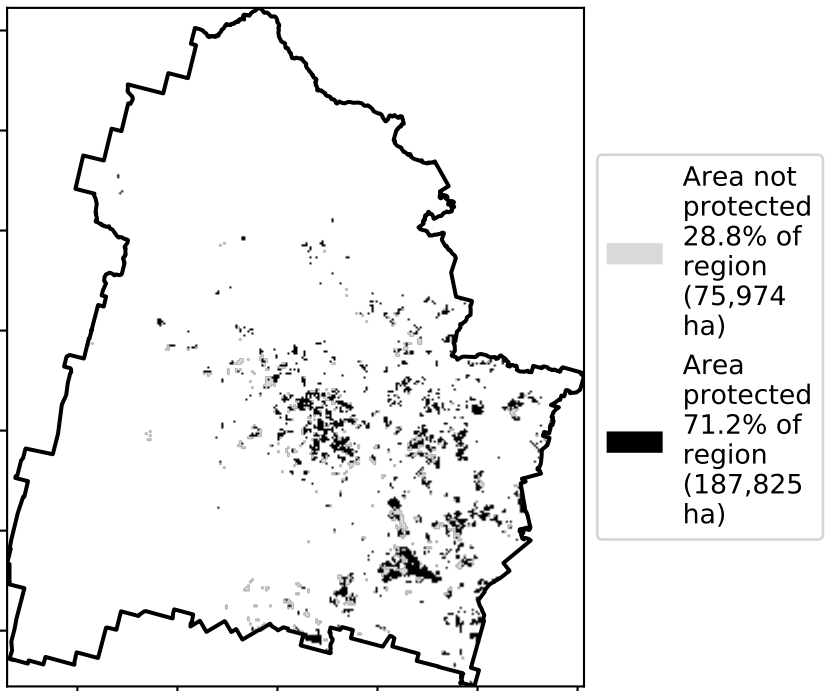 Area not
protected
28.8% of
region
(75,974
ha)
Area
protected
71.2% of
region
(187,825
ha)